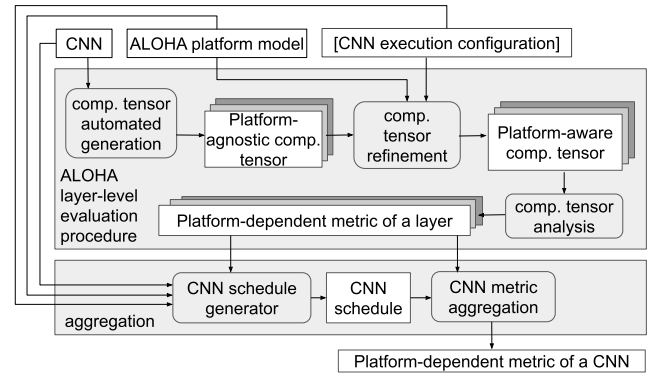 CNN
ALOHA platform model
[CNN execution configuration]
comp. tensor
automated
generation
Platform-
agnostic comp.
tensor
comp.
tensor
refinement
Platform-aware
comp. tensor
ALOHA
layer-level
evaluation
procedure
comp. tensor
analysis
Platform-dependent metric of a layer
CNN schedule
generator
CNN
schedule
CNN metric
aggregation
aggregation
Platform-dependent metric of a CNN